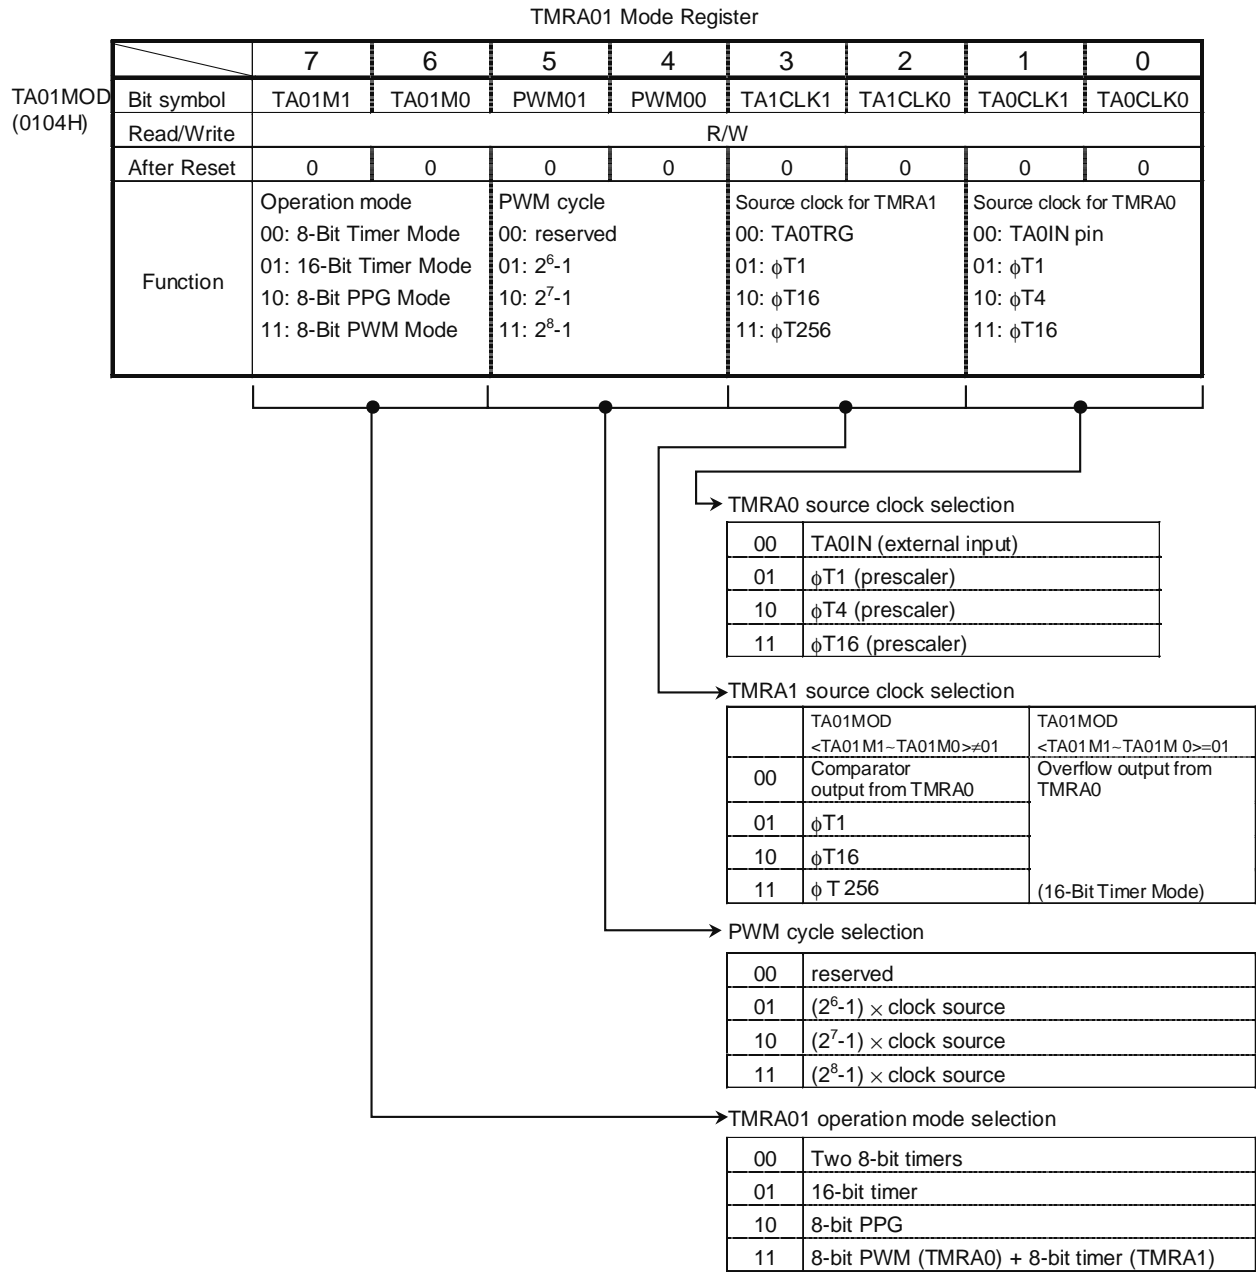 TMRA01 Mode Register
7 6 5 4 3 2 1 0
TA01MOD
(0104H)
Bit symbol TA01M1 TA01M0 PWM01 PWM00 TA1CLK1 TA1CLK0 TA0CLK1 TA0CLK0
Read/Write R/W
After Reset 0 0 0 0 0 0 0 0
Function
Operation mode
00: 8-Bit Timer Mode
01: 16-Bit Timer Mode
10: 8-Bit PPG Mode
11: 8-Bit PWM Mode
PWM cycle
00: reserved
01: 2⁶-1
10: 2⁷-1
11: 2⁸-1
Source clock for TMRA1
00: TA0TRG
01: ϕT1
10: ϕT16
11: ϕT256
Source clock for TMRA0
00: TA0IN pin
01: ϕT1
10: ϕT4
11: ϕT16
TMRA0 source clock selection
00 TA0IN (external input)
01 ϕT1 (prescaler)
10 ϕT4 (prescaler)
11 ϕT16 (prescaler)
TMRA1 source clock selection
TA01MOD
<TA01M1~TA01M0>≠01
TA01MOD
<TA01M1~TA01M 0>=01
00 Comparator
output from TMRA0
Overflow output from
TMRA0
01 ϕT1
10 ϕT16
11 ϕ T 256 (16-Bit Timer Mode)
PWM cycle selection
00 reserved
01 (2⁶-1) × clock source
10 (2⁷-1) × clock source
11 (2⁸-1) × clock source
TMRA01 operation mode selection
00 Two 8-bit timers
01 16-bit timer
10 8-bit PPG
11 8-bit PWM (TMRA0) + 8-bit timer (TMRA1)